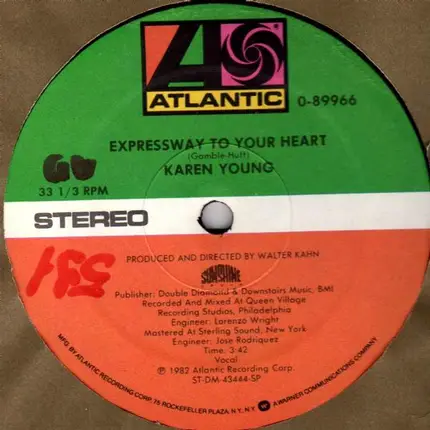 ATLANTIC
0-89966
EXPRESSWAY TO YOUR HEART
(Gamble-Huff)
KAREN YOUNG
33 1/3 RPM
STEREO
PRODUCED AND DIRECTED BY WALTER KAHN
SUNSHINE
531
Publisher: Double Diamond & Downstairs Music, BMI
Recorded And Mixed At Queen Village
Recording Studios, Philadelphia
Engineer: Lorenzo Wright
Mastered At Sterling Sound, New York
Engineer: Jose Rodriquez
Time: 3:42
Vocal
℗ 1982 Atlantic Recording Corp.
ST-DM-43444-SP
MFG. BY ATLANTIC RECORDING CORP. 75 ROCKEFELLER PLAZA, N.Y., N.Y. A WARNER COMMUNICATIONS COMPANY